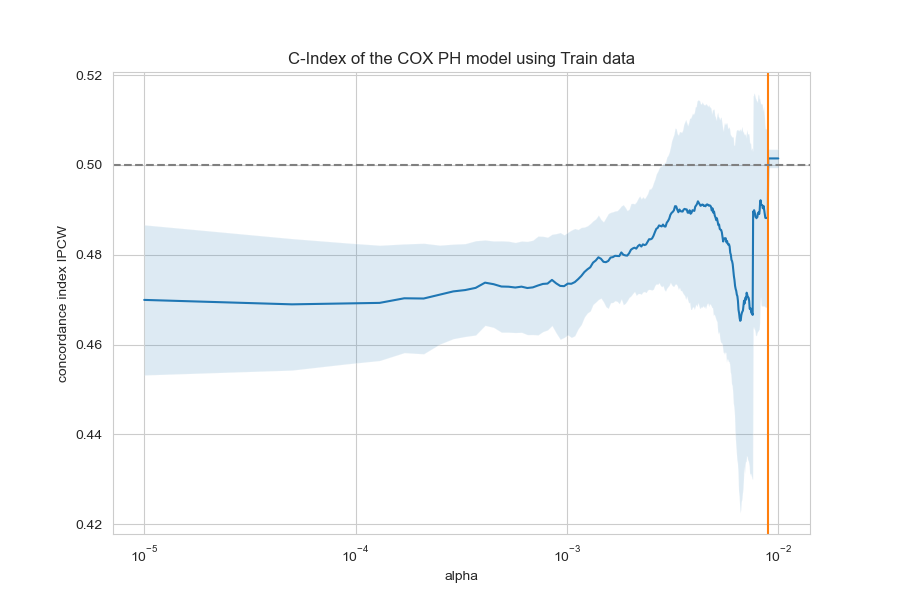 C-Index of the COX PH model using Train data
concordance index IPCW
0.52
0.50
0.48
0.46
0.44
0.42
10⁻⁵ 10⁻⁴ 10⁻³ 10⁻²
alpha